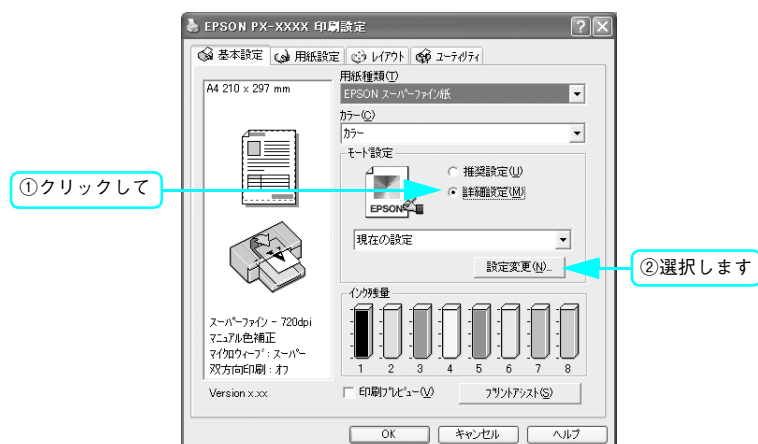 EPSON PX-XXXX 印刷設定
基本設定 用紙設定 レイアウト ユーティリティ
A4 210 x 297 mm
用紙種類(T)
EPSON スーパーファイン紙
カラー(C)
カラー
モード設定
推奨設定(U)
詳細設定(M)
EPSON
①クリックして
現在の設定
設定変更(N)...
②選択します
インク残量
1 2 3 4 5 6 7 8
スーパーファイン - 720dpi
マニュアル色補正
マイクロウィーブ : スーパー
双方向印刷 : オフ
Version x.xx
印刷プレビュー(V)
プリントアシスト(S)
OK キャンセル ヘルプ